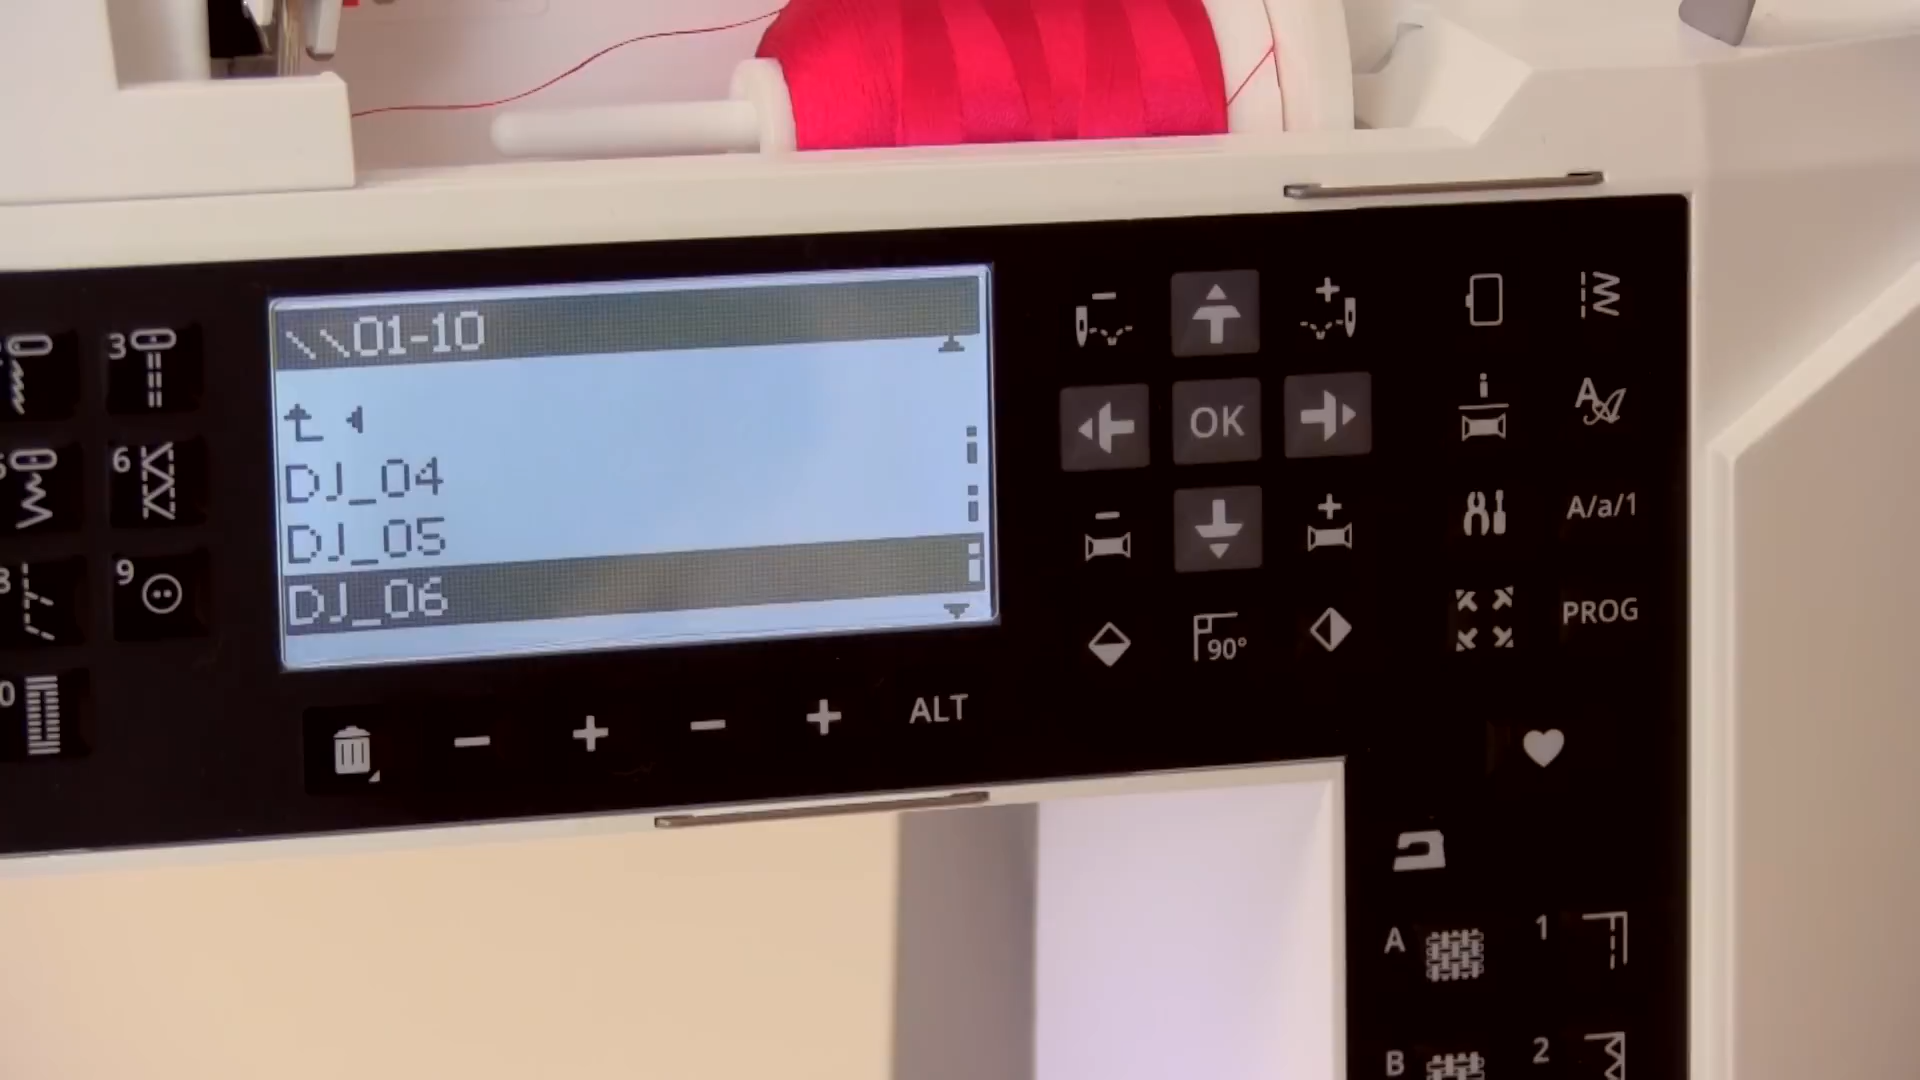 \\01-10
DJ_04
DJ_05
DJ_06
3
6
9
OK
90°
A/a/1
PROG
ALT
A
1
B
2